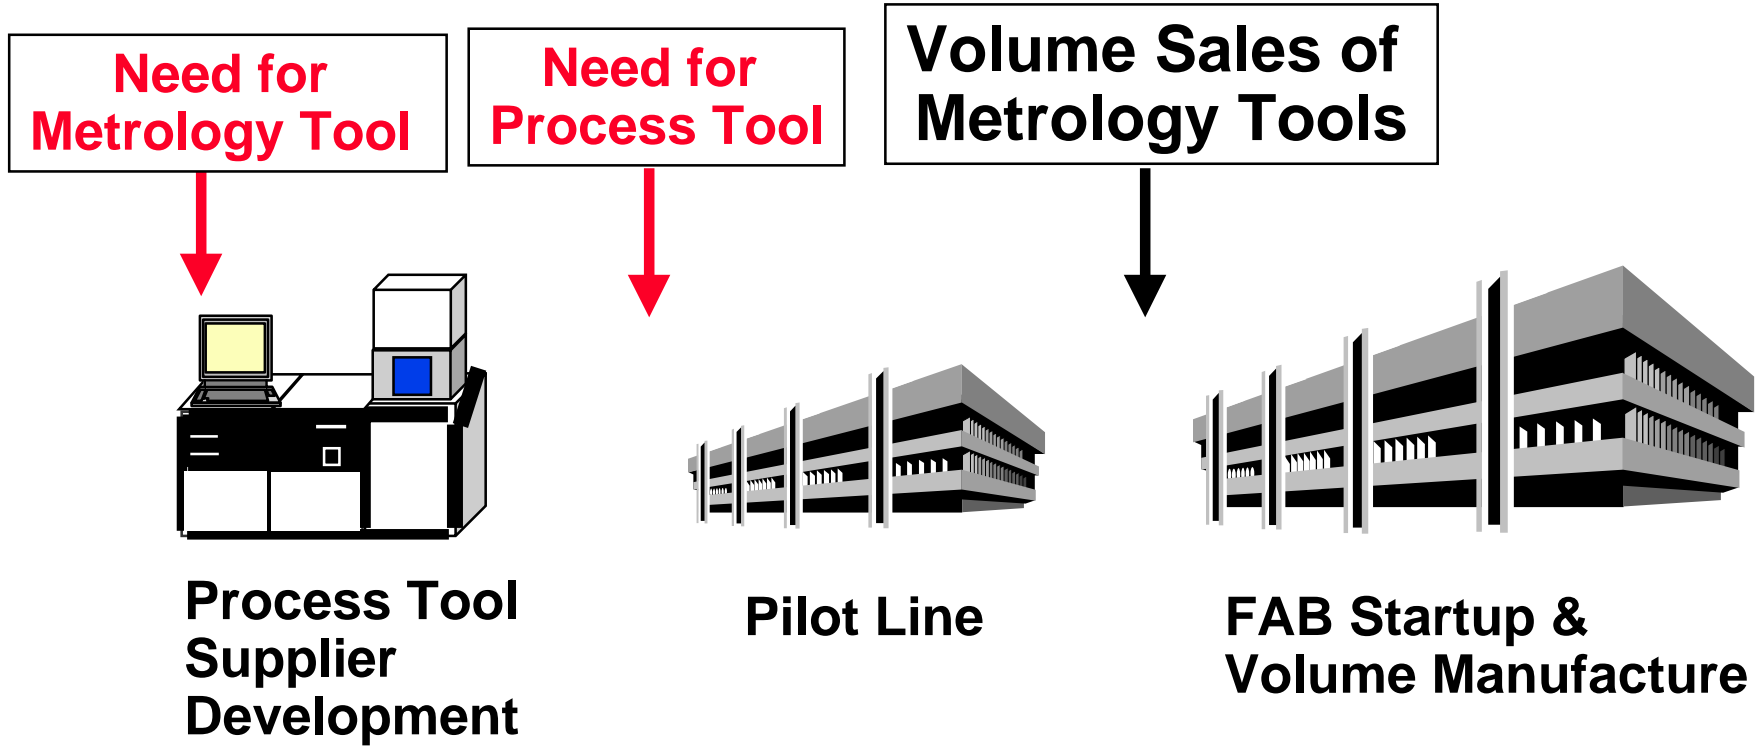 Need for
Metrology Tool
Need for
Process Tool
Volume Sales of
Metrology Tools
Process Tool
Supplier
Development
Pilot Line
FAB Startup &
Volume Manufacture